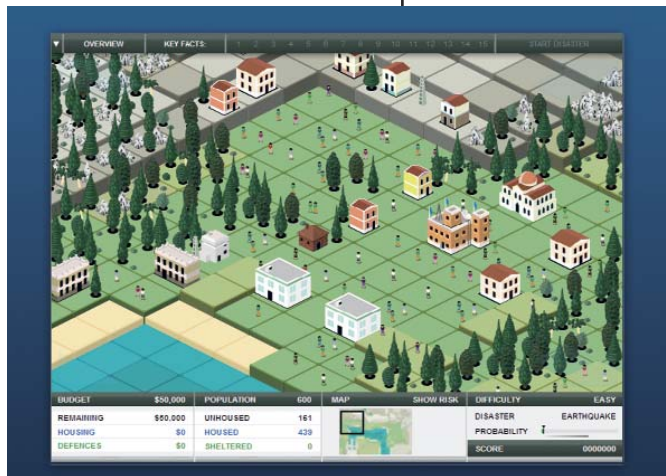 ▼ OVERVIEW KEY FACTS: 1 2 3 4 5 6 7 8 9 10 11 12 13 14 15 START DISASTER
BUDGET $50,000 POPULATION 600 MAP SHOW RISK DIFFICULTY EASY
REMAINING $50,000 UNHOUSED 161 DISASTER EARTHQUAKE
HOUSING $0 HOUSED 439 PROBABILITY
DEFENCES $0 SHELTERED 0 SCORE 0000000